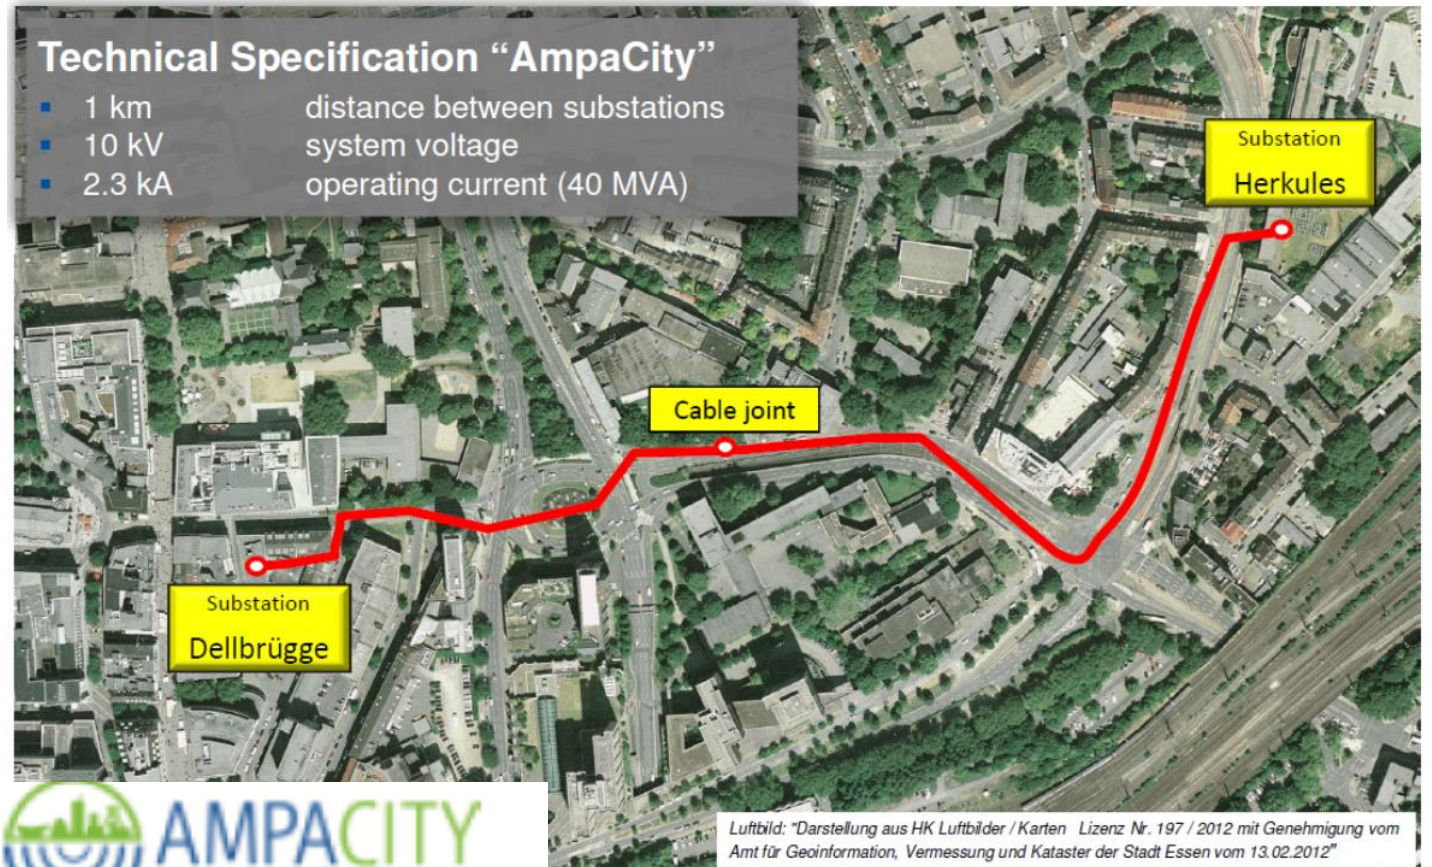 Technical Specification “AmpaCity”
▪ 1 km distance between substations
▪ 10 kV system voltage
▪ 2.3 kA operating current (40 MVA)
Substation
Herkules
Cable joint
Substation
Dellbrügge
AMPACITY
Luftbild: "Darstellung aus HK Luftbilder / Karten Lizenz Nr. 197 / 2012 mit Genehmigung vom
Amt für Geoinformation, Vermessung und Kataster der Stadt Essen vom 13.02.2012"